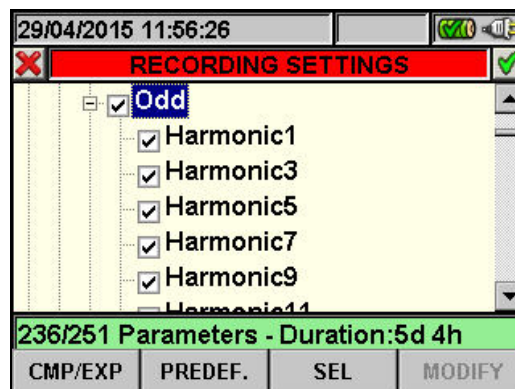 29/04/2015 11:56:26
RECORDING SETTINGS
Odd
Harmonic1
Harmonic3
Harmonic5
Harmonic7
Harmonic9
Harmonic11
236/251 Parameters - Duration:5d 4h
CMP/EXP PREDEF. SEL MODIFY